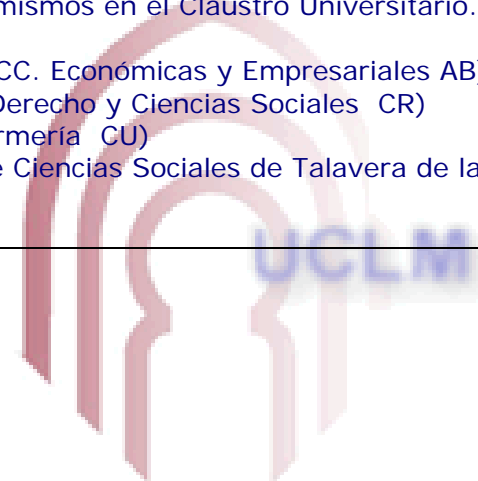 mismos en el Claustro Universitario.
CC. Económicas y Empresariales AB)
Derecho y Ciencias Sociales CR)
rmería CU)
e Ciencias Sociales de Talavera de la
UCLM